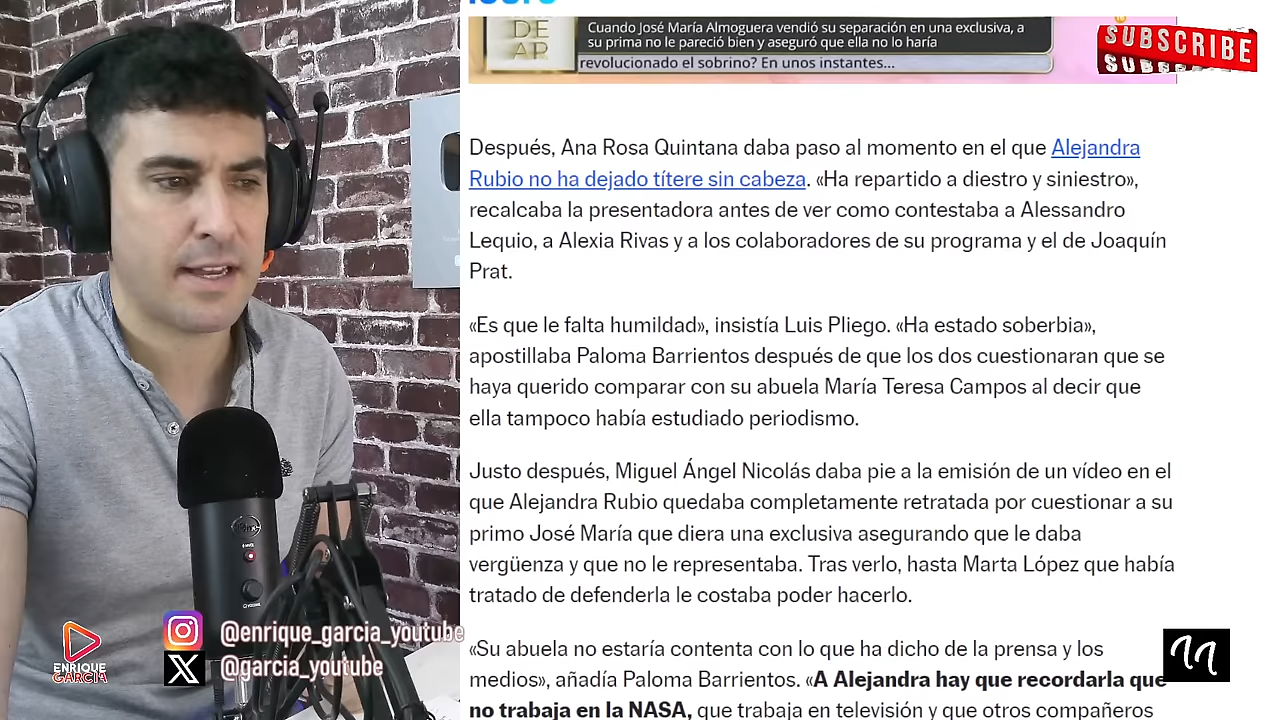 DE
AR
Cuando José María Almoguera vendió su separación en una exclusiva, a
su prima no le pareció bien y aseguró que ella no lo haría
revolucionado el sobrino? En unos instantes...
SUBSCRIBE
Después, Ana Rosa Quintana daba paso al momento en el que Alejandra
Rubio no ha dejado títere sin cabeza. «Ha repartido a diestro y siniestro»,
recalcaba la presentadora antes de ver como contestaba a Alessandro
Lequio, a Alexia Rivas y a los colaboradores de su programa y el de Joaquín
Prat.
«Es que le falta humildad», insistía Luis Pliego. «Ha estado soberbia»,
apostillaba Paloma Barrientos después de que los dos cuestionaran que se
haya querido comparar con su abuela María Teresa Campos al decir que
ella tampoco había estudiado periodismo.
Justo después, Miguel Ángel Nicolás daba pie a la emisión de un vídeo en el
que Alejandra Rubio quedaba completamente retratada por cuestionar a su
primo José María que diera una exclusiva asegurando que le daba
vergüenza y que no le representaba. Tras verlo, hasta Marta López que había
tratado de defenderla le costaba poder hacerlo.
«Su abuela no estaría contenta con lo que ha dicho de la prensa y los
medios», añadía Paloma Barrientos. «A Alejandra hay que recordarla que
no trabaja en la NASA, que trabaja en televisión y que otros compañeros
@enrique_garcia_youtube
@garcia_youtube
ENRIQUE
GARCIA